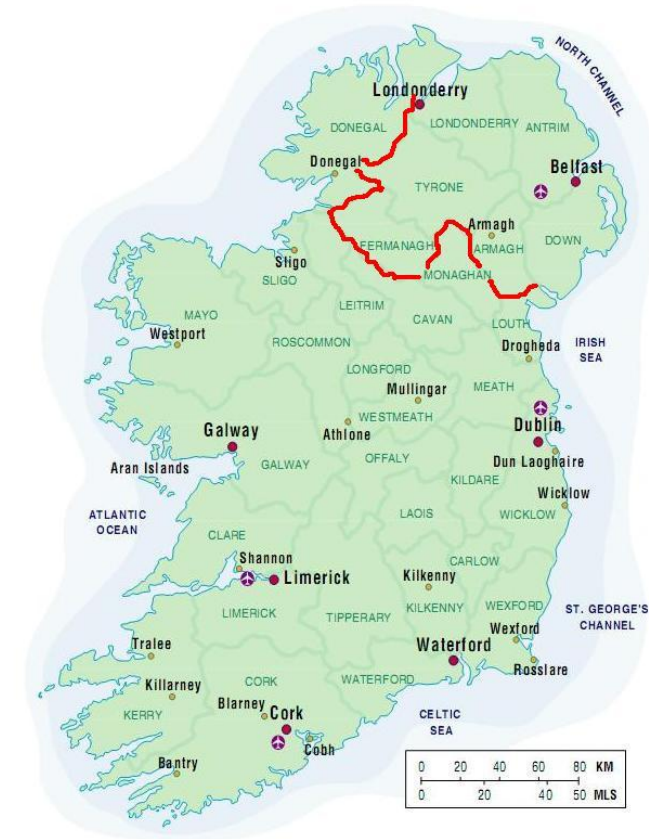 NORTH CHANNEL
Londonderry
DONEGAL
LONDONDERRY
ANTRIM
Donegal
Belfast
TYRONE
Armagh
FERMANAGH
ARMAGH
DOWN
Sligo
MONAGHAN
SLIGO
LEITRIM
MAYO
CAVAN
LOUTH
Westport
ROSCOMMON
Drogheda
IRISH
SEA
LONGFORD
Mullingar
MEATH
WESTMEATH
Galway
Athlone
Dublin
Aran Islands
GALWAY
OFFALY
Dun Laoghaire
KILDARE
Wicklow
ATLANTIC
OCEAN
LAOIS
WICKLOW
CLARE
Shannon
CARLOW
Limerick
Kilkenny
LIMERICK
TIPPERARY
KILKENNY
WEXFORD
ST. GEORGE'S
CHANNEL
Wexford
Tralee
Waterford
Rosslare
Killarney
CORK
WATERFORD
KERRY
Blarney
Cork
CELTIC
SEA
Cobh
Bantry
0 20 40 60 80 KM
0 20 40 50 MLS